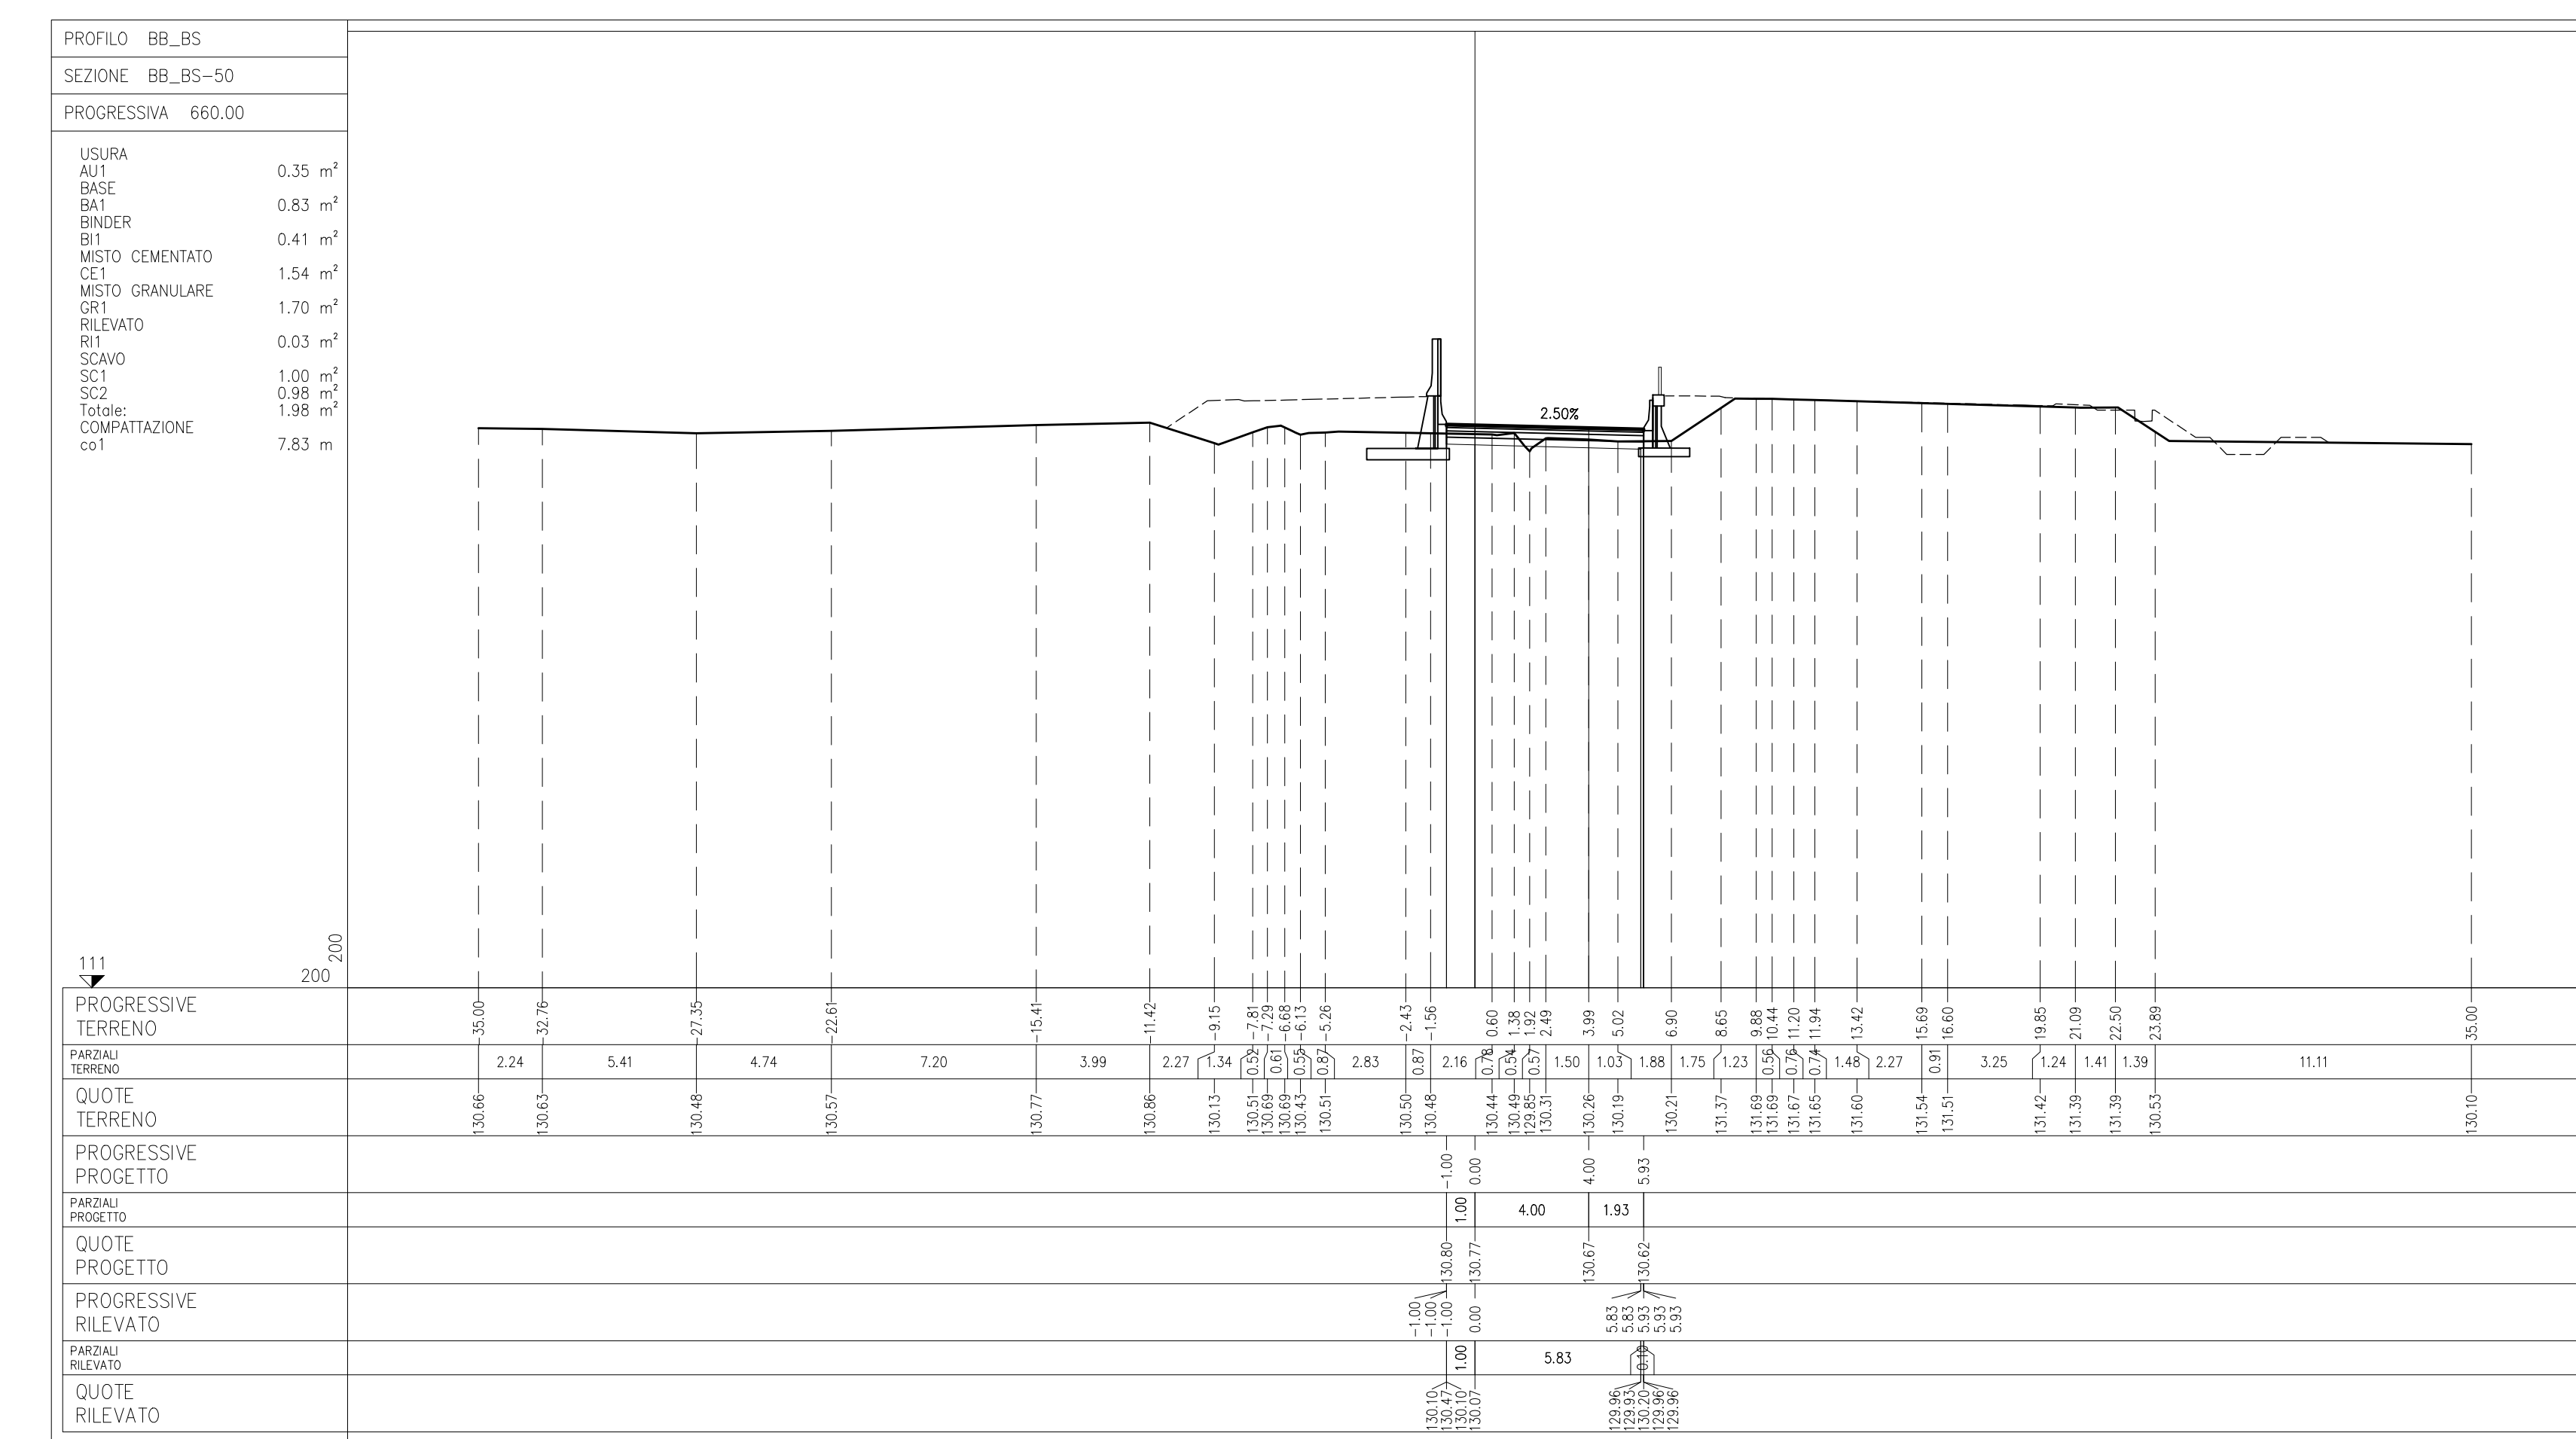 PROFILO BB_BS
SEZIONE BB_BS-50
PROGRESSIVA 660.00
USURA
AU1 0.35 m²
BASE
BA1 0.83 m²
BINDER
BI1 0.41 m²
MISTO CEMENTATO
CE1 1.54 m²
MISTO GRANULARE
GR1 1.70 m²
RILEVATO
RI1 0.03 m²
SCAVO
SC1 1.00 m²
SC2 0.98 m²
Totale: 1.98 m²
COMPATTAZIONE
co1 7.83 m
2.50%
111
200
200
PROGRESSIVE TERRENO
-35.00 -32.76 -27.35 -22.61 -15.41 -11.42 -9.15 -7.81 -7.29 -6.68 -6.13 -5.26 -2.43 -1.56 0.60 1.38 1.92 2.49 3.99 5.02 6.90 8.65 9.88 10.44 11.20 11.94 13.42 15.69 16.60 19.85 21.09 22.50 23.89 35.00
PARZIALI TERRENO
2.24 5.41 4.74 7.20 3.99 2.27 1.34 0.52 0.61 0.55 0.87 2.83 0.87 2.16 0.78 0.54 0.57 1.50 1.03 1.88 1.75 1.23 0.56 0.76 0.74 1.48 2.27 0.91 3.25 1.24 1.41 1.39 11.11
QUOTE TERRENO
130.66 130.63 130.48 130.57 130.77 130.86 130.13 130.51 130.69 130.69 130.43 130.51 130.50 130.48 130.44 130.49 129.85 130.31 130.26 130.19 130.21 131.37 131.69 131.69 131.67 131.65 131.60 131.54 131.51 131.42 131.39 131.39 130.53 130.10
PROGRESSIVE PROGETTO
-1.00 0.00 4.00 5.93
PARZIALI PROGETTO
1.00 4.00 1.93
QUOTE PROGETTO
130.80 130.77 130.67 130.62
PROGRESSIVE RILEVATO
-1.00 -1.00 -1.00 0.00 5.83 5.83 5.93 5.93 5.93
PARZIALI RILEVATO
1.00 5.83 0.10
QUOTE RILEVATO
130.10 130.47 130.10 130.07 129.96 129.93 130.20 129.96 129.96